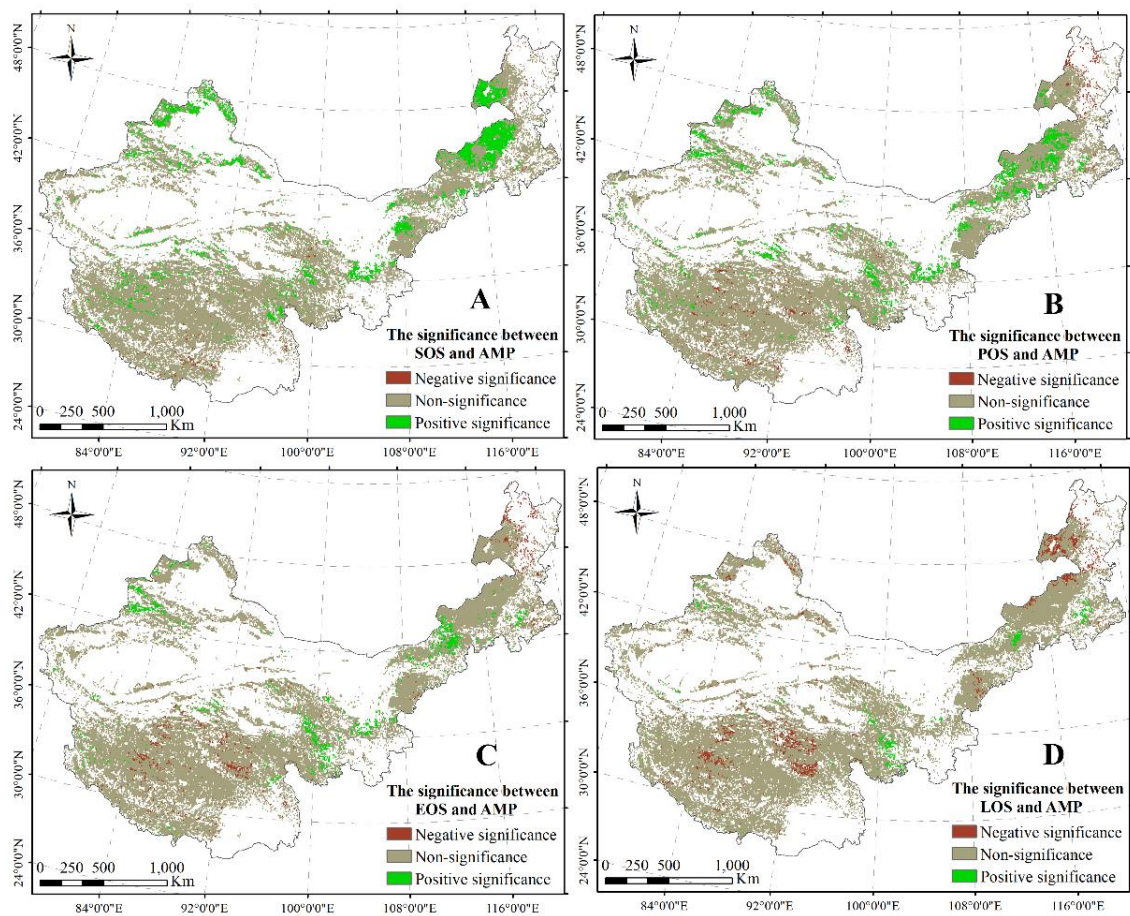 N
48°0'0"N
42°0'0"N
36°0'0"N
30°0'0"N
24°0'0"N
A
The significance between
SOS and AMP
Negative significance
Non-significance
Positive significance
0 250 500 1,000
Km
84°0'0"E 92°0'0"E 100°0'0"E 108°0'0"E 116°0'0"E
N
48°0'0"N
42°0'0"N
36°0'0"N
30°0'0"N
24°0'0"N
B
The significance between
POS and AMP
Negative significance
Non-significance
Positive significance
0 250 500 1,000
Km
84°0'0"E 92°0'0"E 100°0'0"E 108°0'0"E 116°0'0"E
N
48°0'0"N
42°0'0"N
36°0'0"N
30°0'0"N
24°0'0"N
C
The significance between
EOS and AMP
Negative significance
Non-significance
Positive significance
0 250 500 1,000
Km
84°0'0"E 92°0'0"E 100°0'0"E 108°0'0"E 116°0'0"E
N
48°0'0"N
42°0'0"N
36°0'0"N
30°0'0"N
24°0'0"N
D
The significance between
LOS and AMP
Negative significance
Non-significance
Positive significance
0 250 500 1,000
Km
84°0'0"E 92°0'0"E 100°0'0"E 108°0'0"E 116°0'0"E